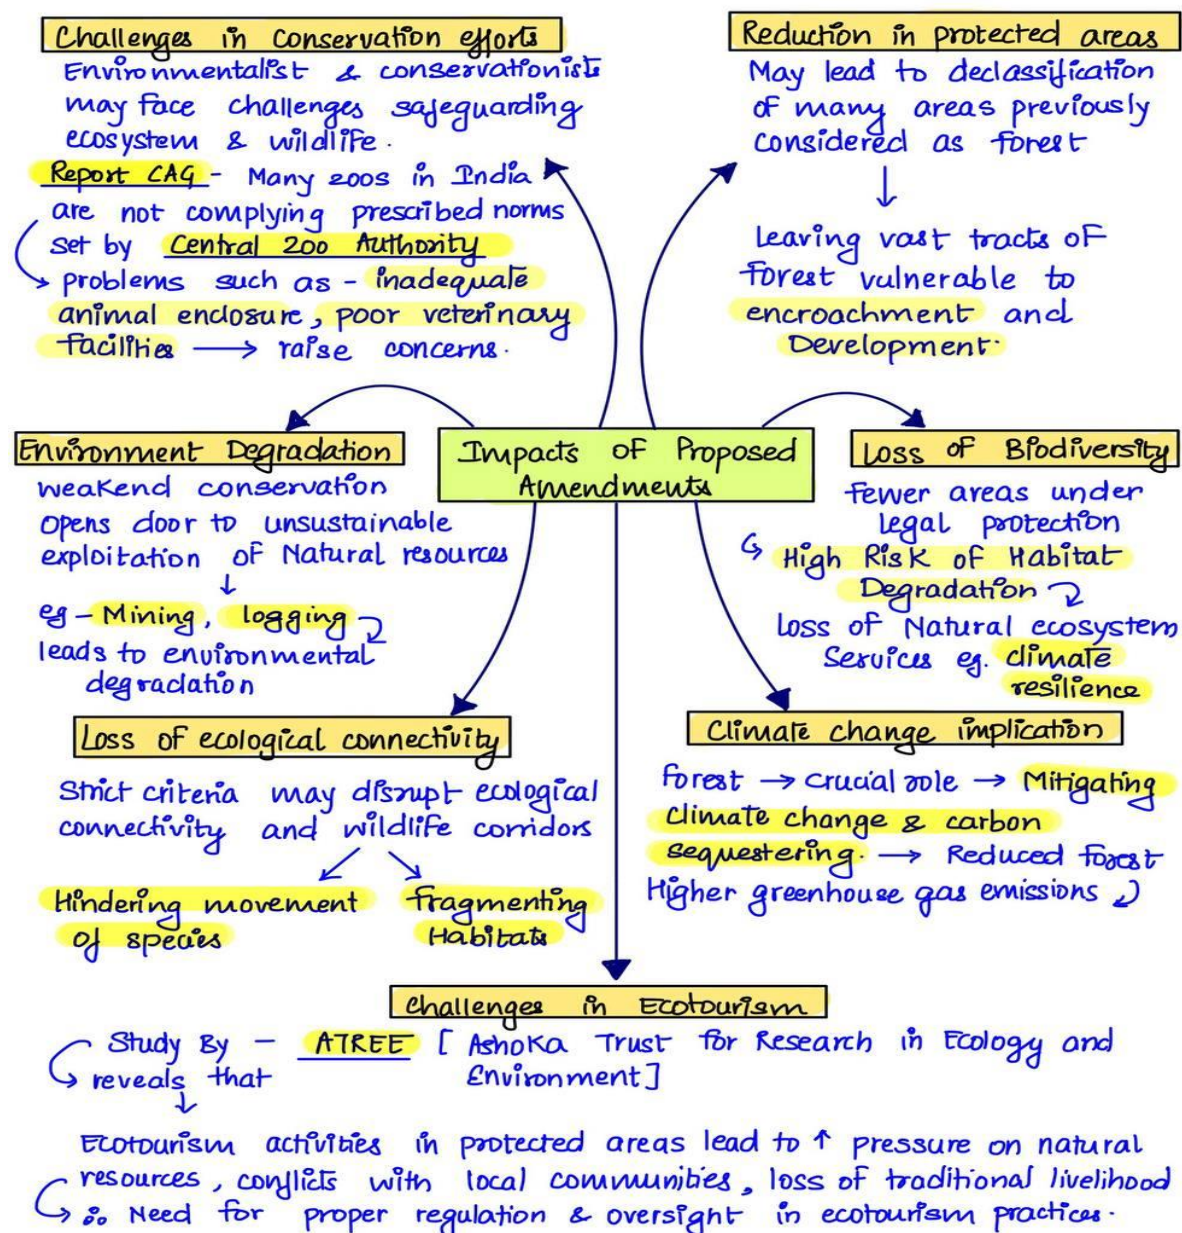 Challenges in Conservation efforts
Environmentalist & conservationists
may face challenges safeguarding
ecosystem & wildlife.
Report CAG - Many zoos in India
are not complying prescribed norms
set by Central zoo Authority
problems such as - inadequate
animal enclosure, poor veterinary
facilities → raise concerns.
Reduction in protected areas
May lead to declassification
of many areas previously
considered as forest
↓
Leaving vast tracts of
forest vulnerable to
encroachment and
Development.
Impacts of Proposed
Amendments
Environment Degradation
weakend conservation
opens door to unsustainable
exploitation of Natural resources
↓
eg - Mining, logging
leads to environmental
degradation
Loss of Biodiversity
Fewer areas under
legal protection
↳ High Risk of Habitat
Degradation
Loss of Natural ecosystem
Services eg. climate
resilience
Loss of ecological connectivity
Strict criteria may disrupt ecological
connectivity and wildlife corridors
Hindering movement
of species
fragmenting
Habitats
Climate change implication
Forest → crucial role → Mitigating
climate change & carbon
sequestering. → Reduced forest
Higher greenhouse gas emissions
Challenges in Ecotourism
Study By - ATREE [Ashoka Trust for Research in Ecology and
reveals that Environment]
↓
Ecotourism activities in protected areas lead to ↑ pressure on natural
resources, conflicts with local communities, loss of traditional livelihood
∴ Need for proper regulation & oversight in ecotourism practices.